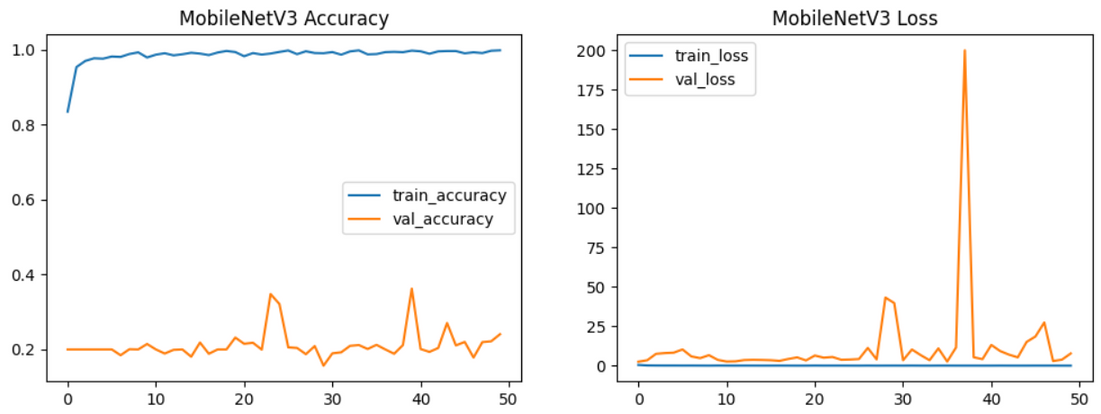 MobileNetV3 Accuracy
1.0
0.8
0.6
0.4
0.2
train_accuracy
val_accuracy
0 10 20 30 40 50
MobileNetV3 Loss
200
175
150
125
100
75
50
25
0
train_loss
val_loss
0 10 20 30 40 50